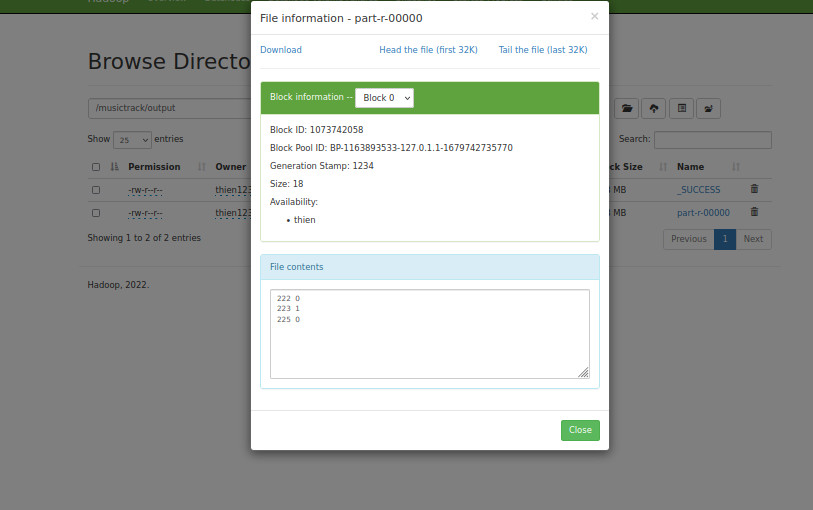 Hadoop
File information - part-r-00000
×
Download Head the file (first 32K) Tail the file (last 32K)
Browse Directo
Block information -- Block 0
/musictrack/output
Block ID: 1073742058
Show 25 entries
Search:
Block Pool ID: BP-1163893533-127.0.1.1-1679742735770
Generation Stamp: 1234
Permission Owner
ck Size Name
Size: 18
-rw-r--r-- thien123
MB _SUCCESS
Availability:
-rw-r--r-- thien123
MB part-r-00000
• thien
Showing 1 to 2 of 2 entries
Previous 1 Next
File contents
Hadoop, 2022.
222 0
223 1
225 0
Close